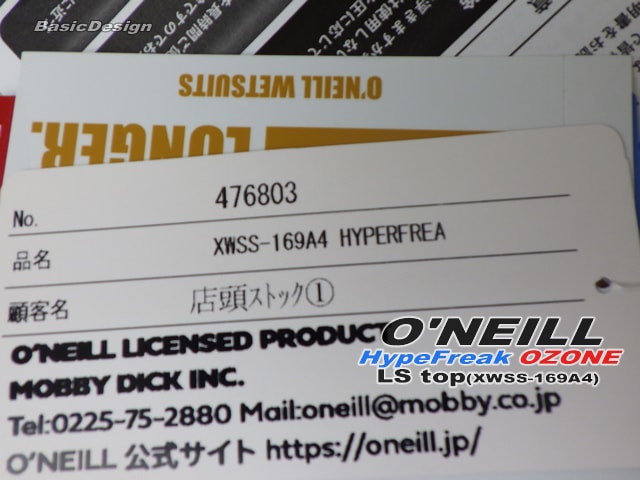 BasicDesign
O'NEILL WETSUITS
LONGER.
No. 476803
品名 XWSS-169A4 HYPERFREA
顧客名 店頭ストック①
O'NEILL LICENSED PRODUCT
MOBBY DICK INC.
Tel:0225-75-2880 Mail:oneill@mobby.co.jp
O'NEILL 公式サイト https://oneill.jp/
O'NEILL
HypeFreak OZONE
LS top(XWSS-169A4)